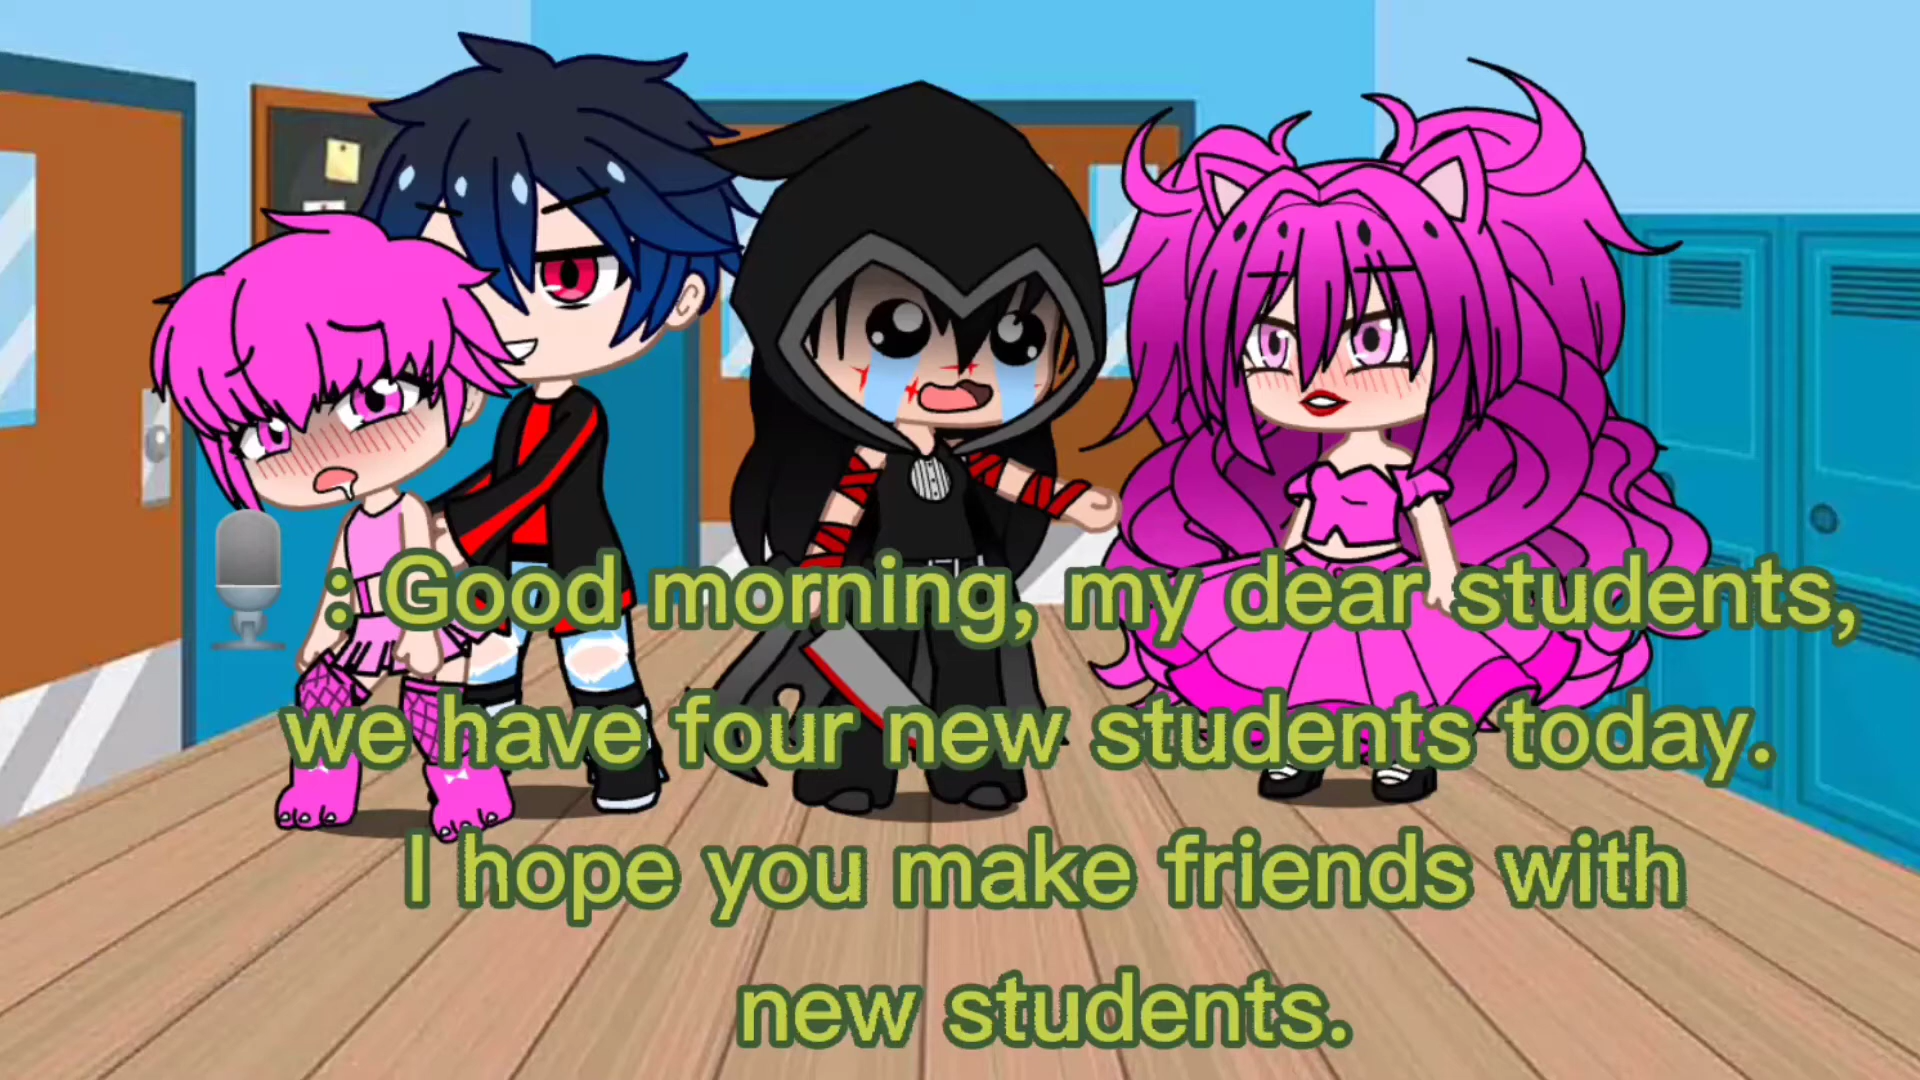 : Good morning, my dear students,
we have four new students today.
I hope you make friends with
new students.